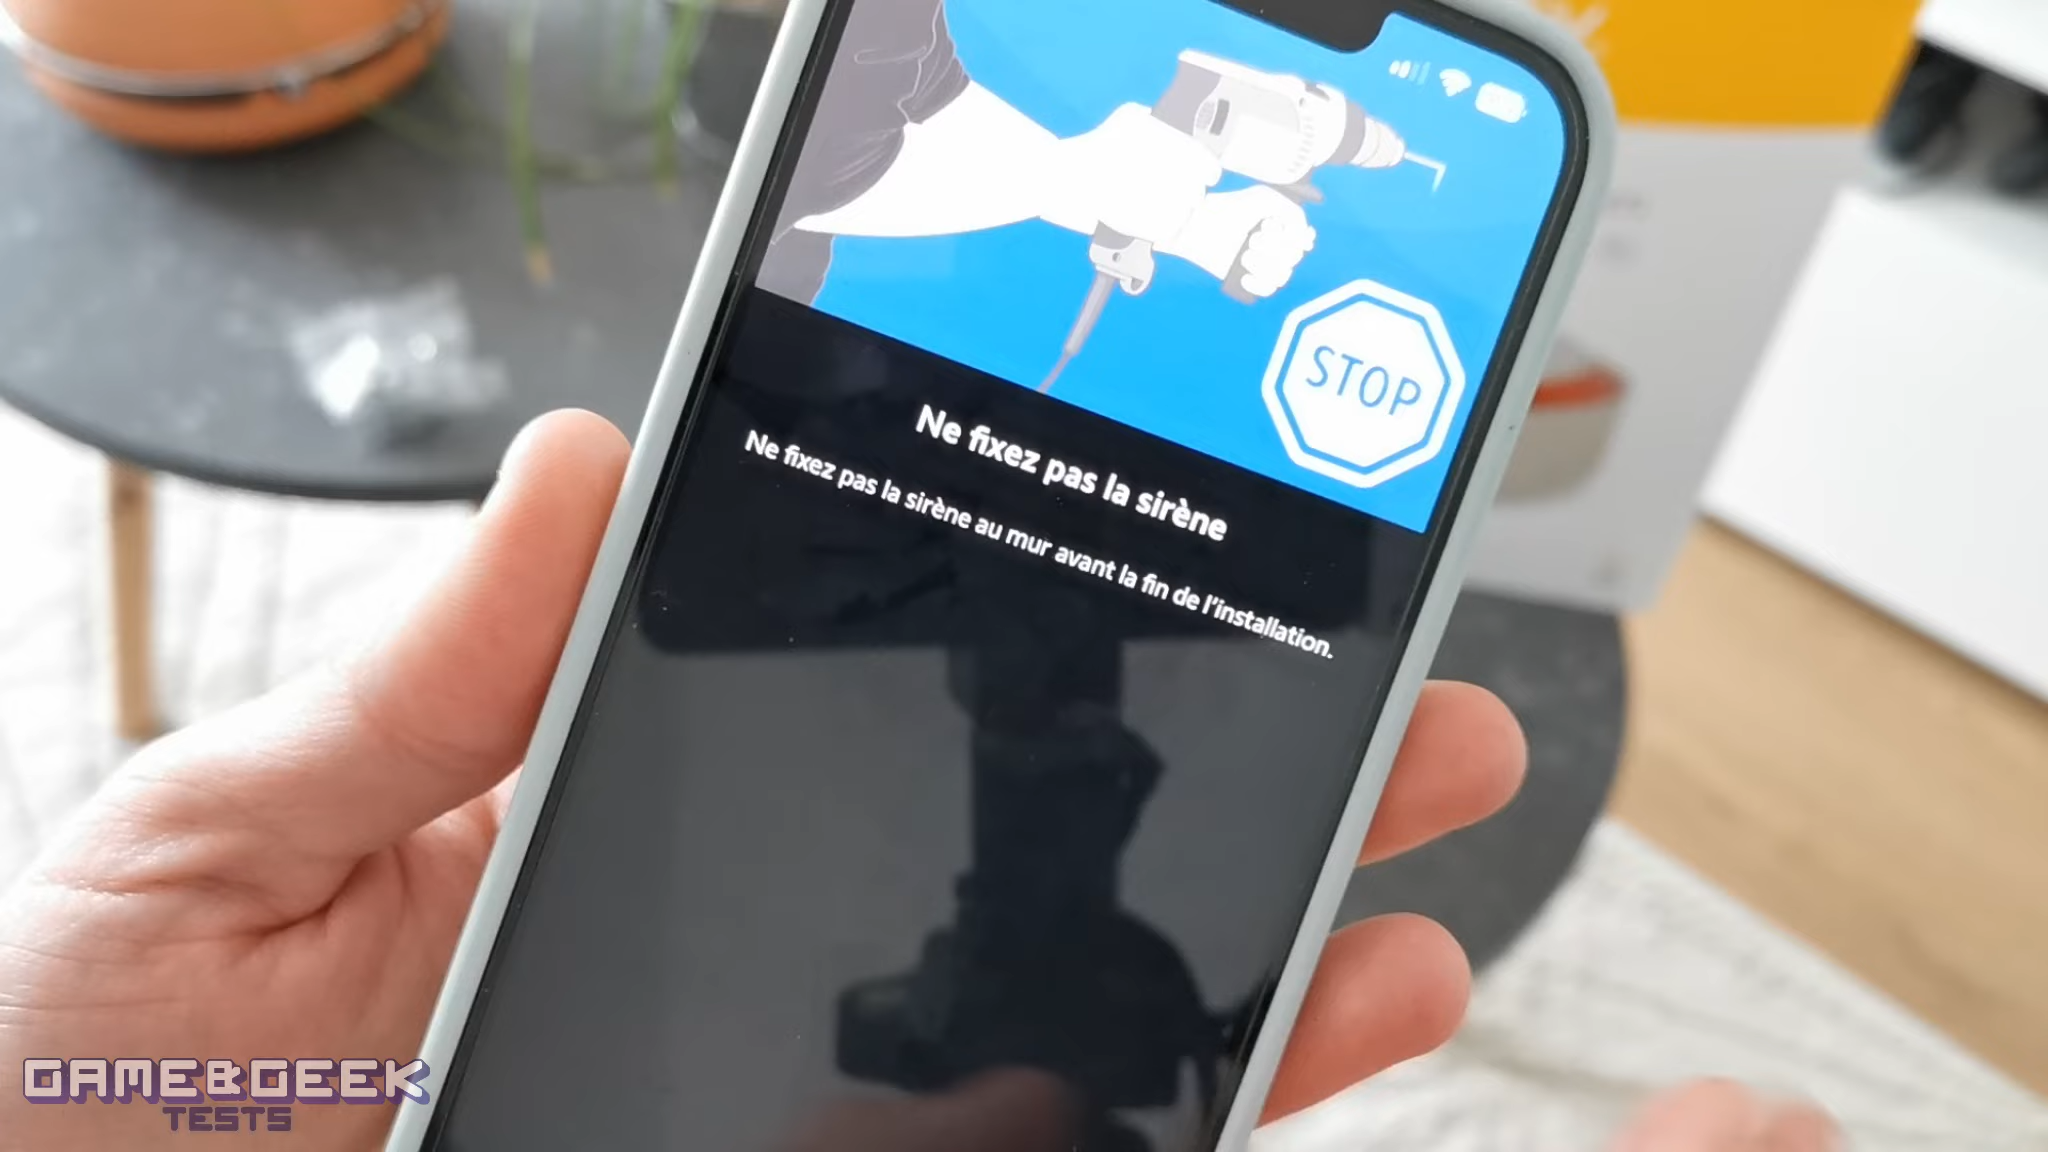 STOP
Ne fixez pas la sirène
Ne fixez pas la sirène au mur avant la fin de l'installation.
GAME&GEEK
TESTS